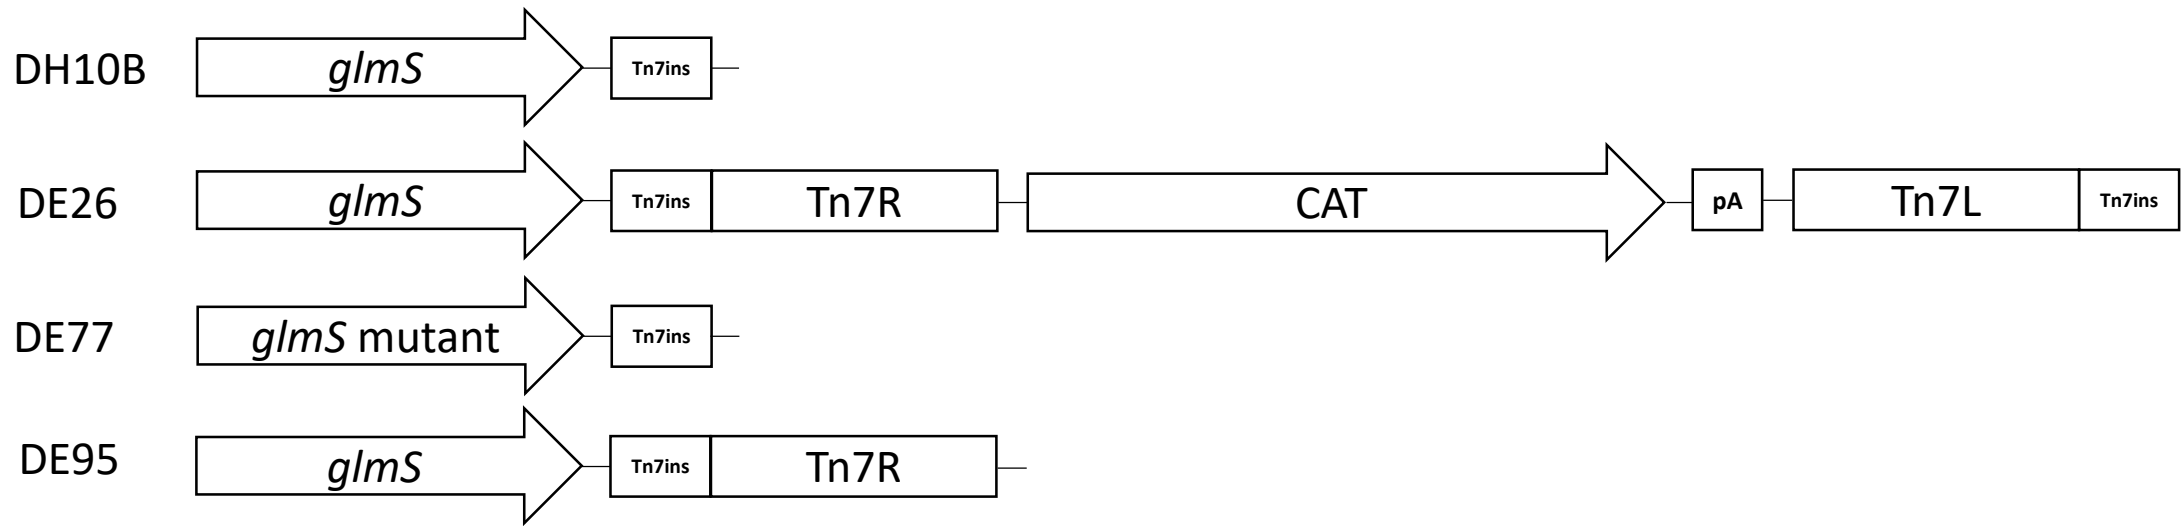 DH10B glmS Tn7ins
DE26 glmS Tn7ins Tn7R CAT pA Tn7L Tn7ins
DE77 glmS mutant Tn7ins
DE95 glmS Tn7ins Tn7R